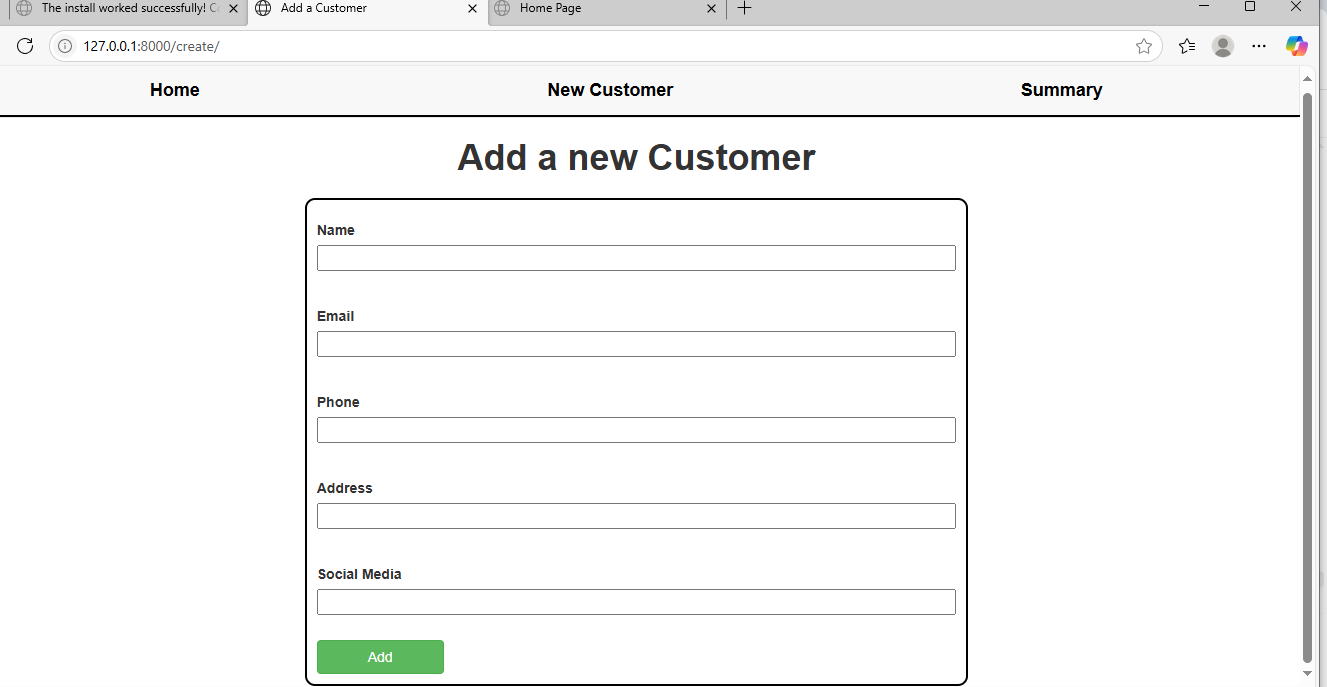 The install worked successfully! Add a Customer Home Page
127.0.0.1:8000/create/
Home New Customer Summary
Add a new Customer
Name
Email
Phone
Address
Social Media
Add